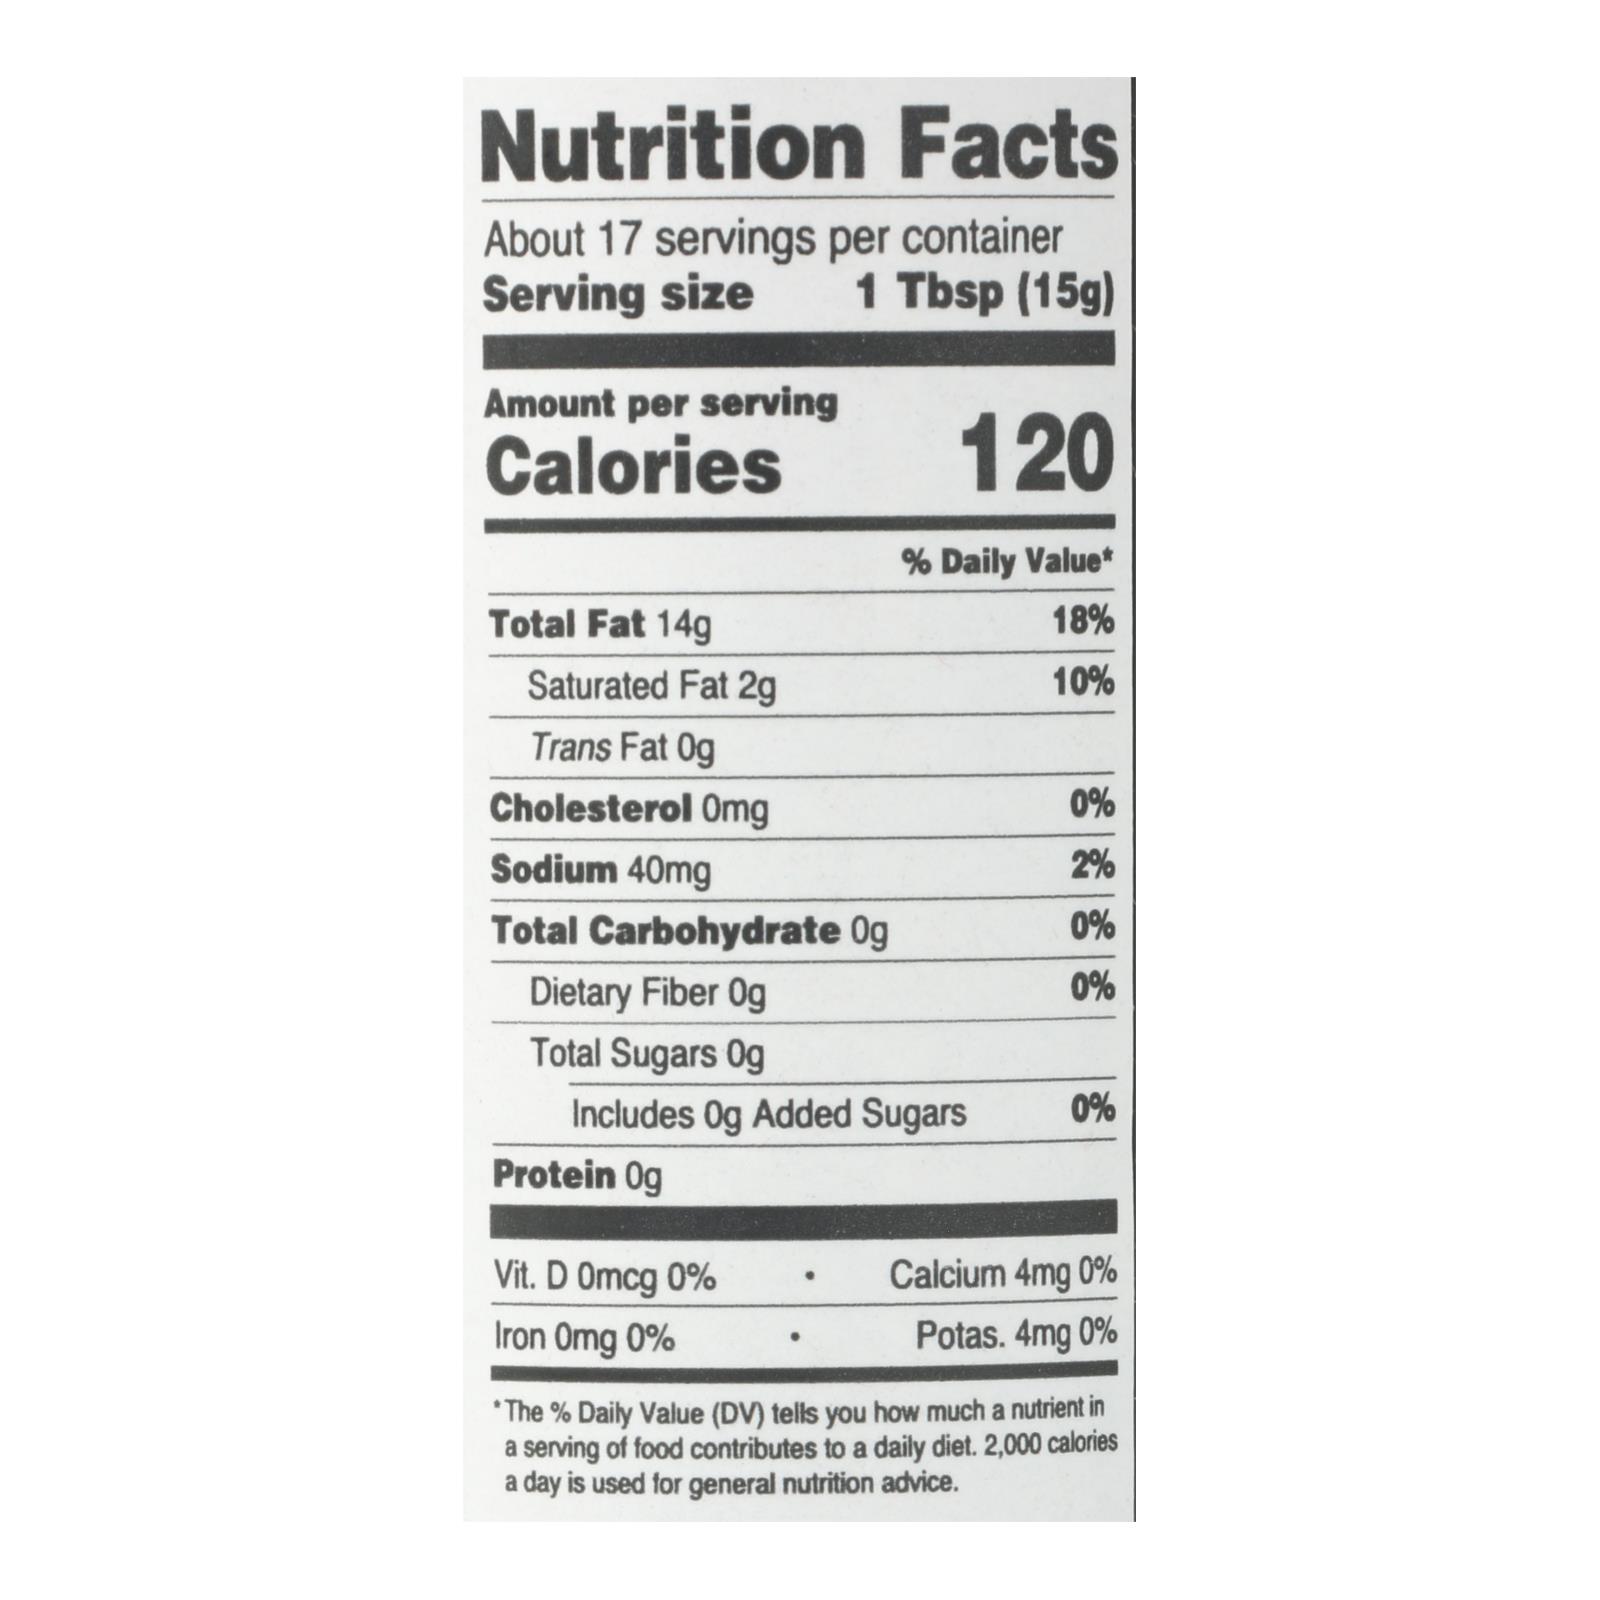 Nutrition Facts
About 17 servings per container
Serving size 1 Tbsp (15g)
Amount per serving
Calories 120
% Daily Value*
Total Fat 14g 18%
Saturated Fat 2g 10%
Trans Fat 0g
Cholesterol 0mg 0%
Sodium 40mg 2%
Total Carbohydrate 0g 0%
Dietary Fiber 0g 0%
Total Sugars 0g
Includes 0g Added Sugars 0%
Protein 0g
Vit. D 0mcg 0% • Calcium 4mg 0%
Iron 0mg 0% • Potas. 4mg 0%
*The % Daily Value (DV) tells you how much a nutrient in
a serving of food contributes to a daily diet. 2,000 calories
a day is used for general nutrition advice.